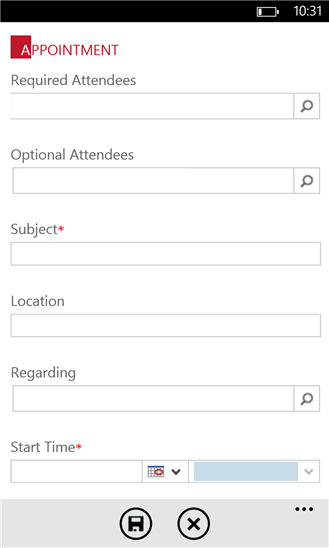 10:31
APPOINTMENT
Required Attendees
Optional Attendees
Subject*
Location
Regarding
Start Time*
...